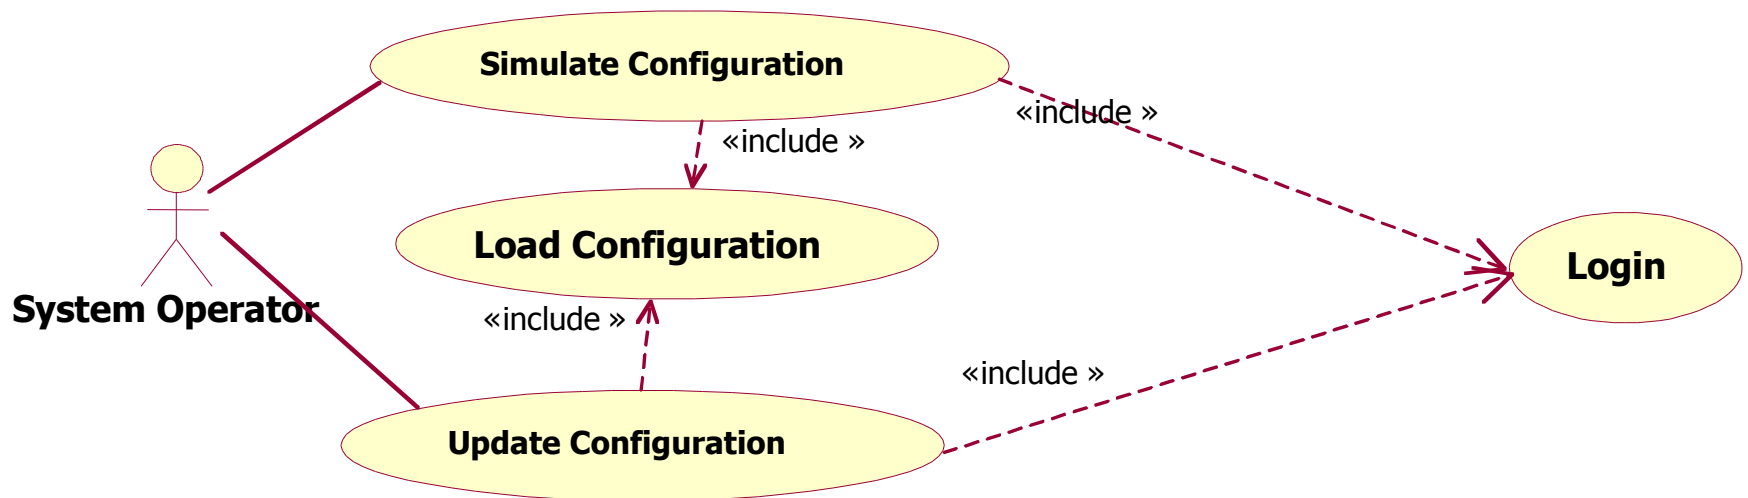 Simulate Configuration
«include »
«include »
Load Configuration
Login
System Operator
«include »
«include »
Update Configuration